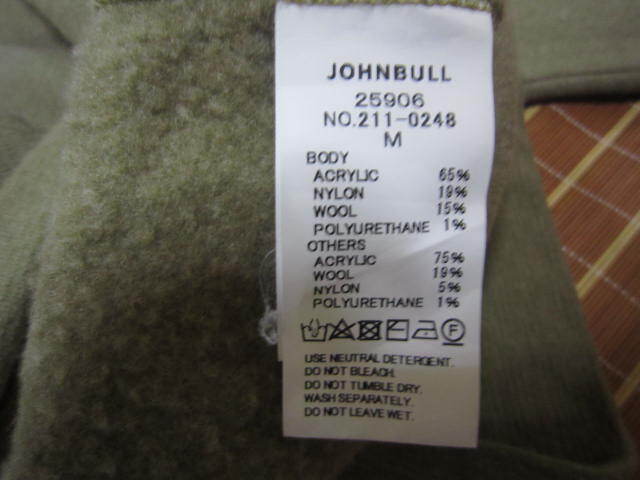 JOHNBULL
25906
NO.211-0248
M
BODY
ACRYLIC 65%
NYLON 19%
WOOL 15%
POLYURETHANE 1%
OTHERS
ACRYLIC 75%
WOOL 19%
NYLON 5%
POLYURETHANE 1%
F
USE NEUTRAL DETERGENT.
DO NOT BLEACH.
DO NOT TUMBLE DRY.
WASH SEPARATELY.
DO NOT LEAVE WET.